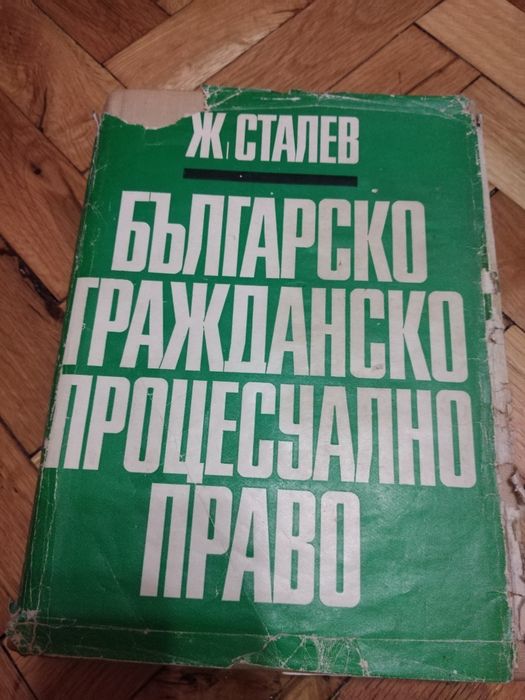 Ж. СТАЛЕВ
БЪЛГАРСКО
ГРАЖДАНСКО
ПРОЦЕСУАЛНО
ПРАВО